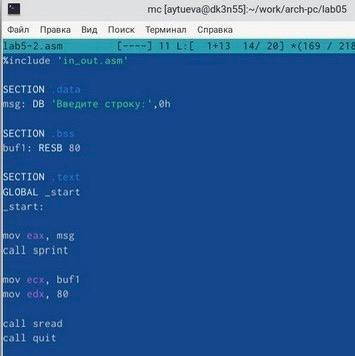 mc [aytueva@dk3n55]:~/work/arch-pc/lab05
Файл Правка Вид Поиск Терминал Справка
lab5-2.asm [----] 11 L:[ 1+13 14/ 20] *(169 / 218
%include 'in_out.asm'
SECTION .data
msg: DB 'Введите строку:',0h
SECTION .bss
buf1: RESB 80
SECTION .text
GLOBAL _start
_start:
mov eax, msg
call sprint
mov ecx, buf1
mov edx, 80
call sread
call quit